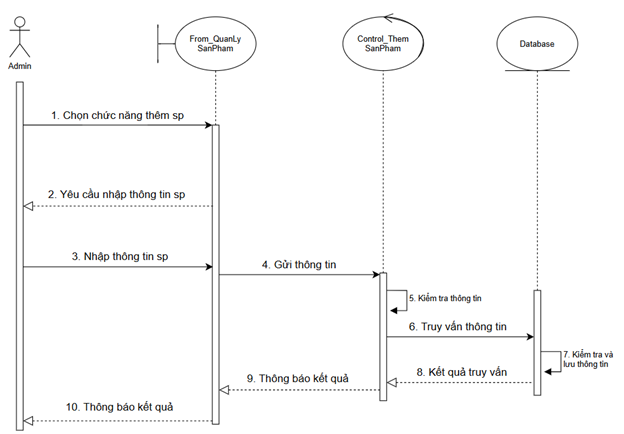 From_QuanLy
SanPham
Control_Them
SanPham
Database
Admin
1. Chọn chức năng thêm sp
2. Yêu cầu nhập thông tin sp
3. Nhập thông tin sp
4. Gửi thông tin
5. Kiểm tra thông tin
6. Truy vấn thông tin
7. Kiểm tra và
lưu thông tin
8. Kết quả truy vấn
9. Thông báo kết quả
10. Thông báo kết quả